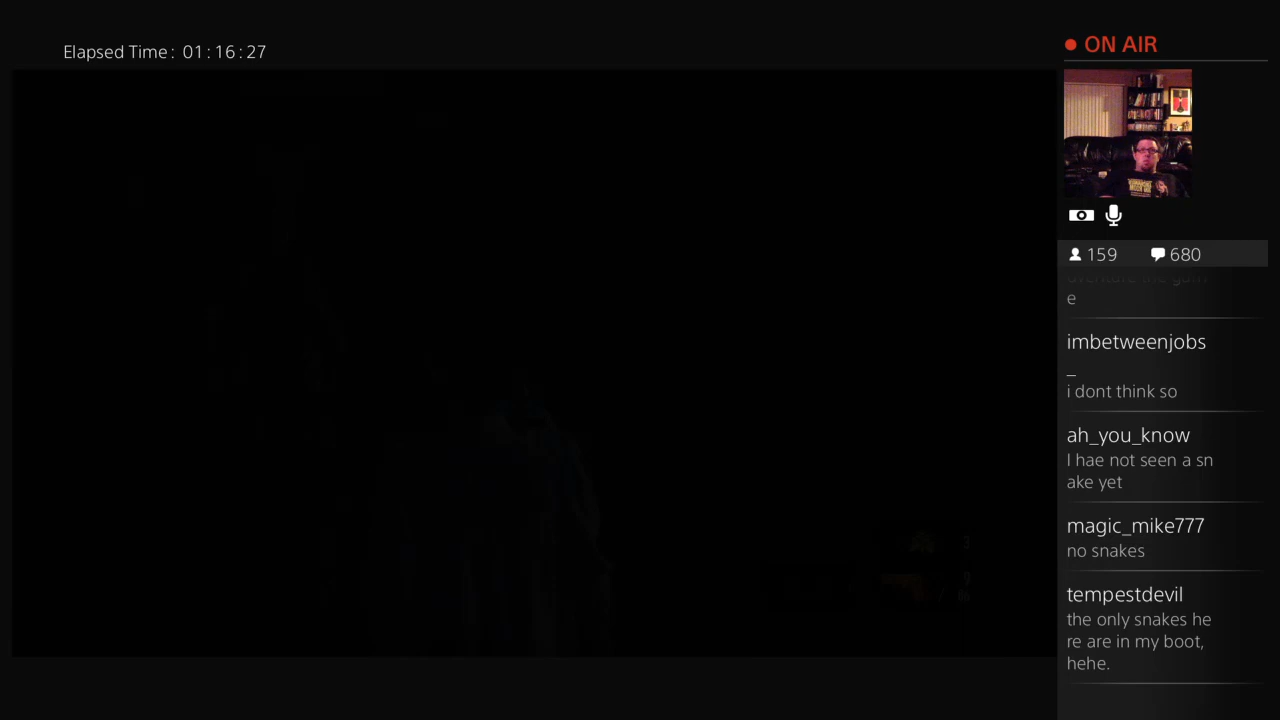 Elapsed Time: 01:16:27
ON AIR
159 680
e
imbetweenjobs
_
i dont think so
ah_you_know
I hae not seen a sn
ake yet
magic_mike777
no snakes
tempestdevil
the only snakes he
re are in my boot,
hehe.